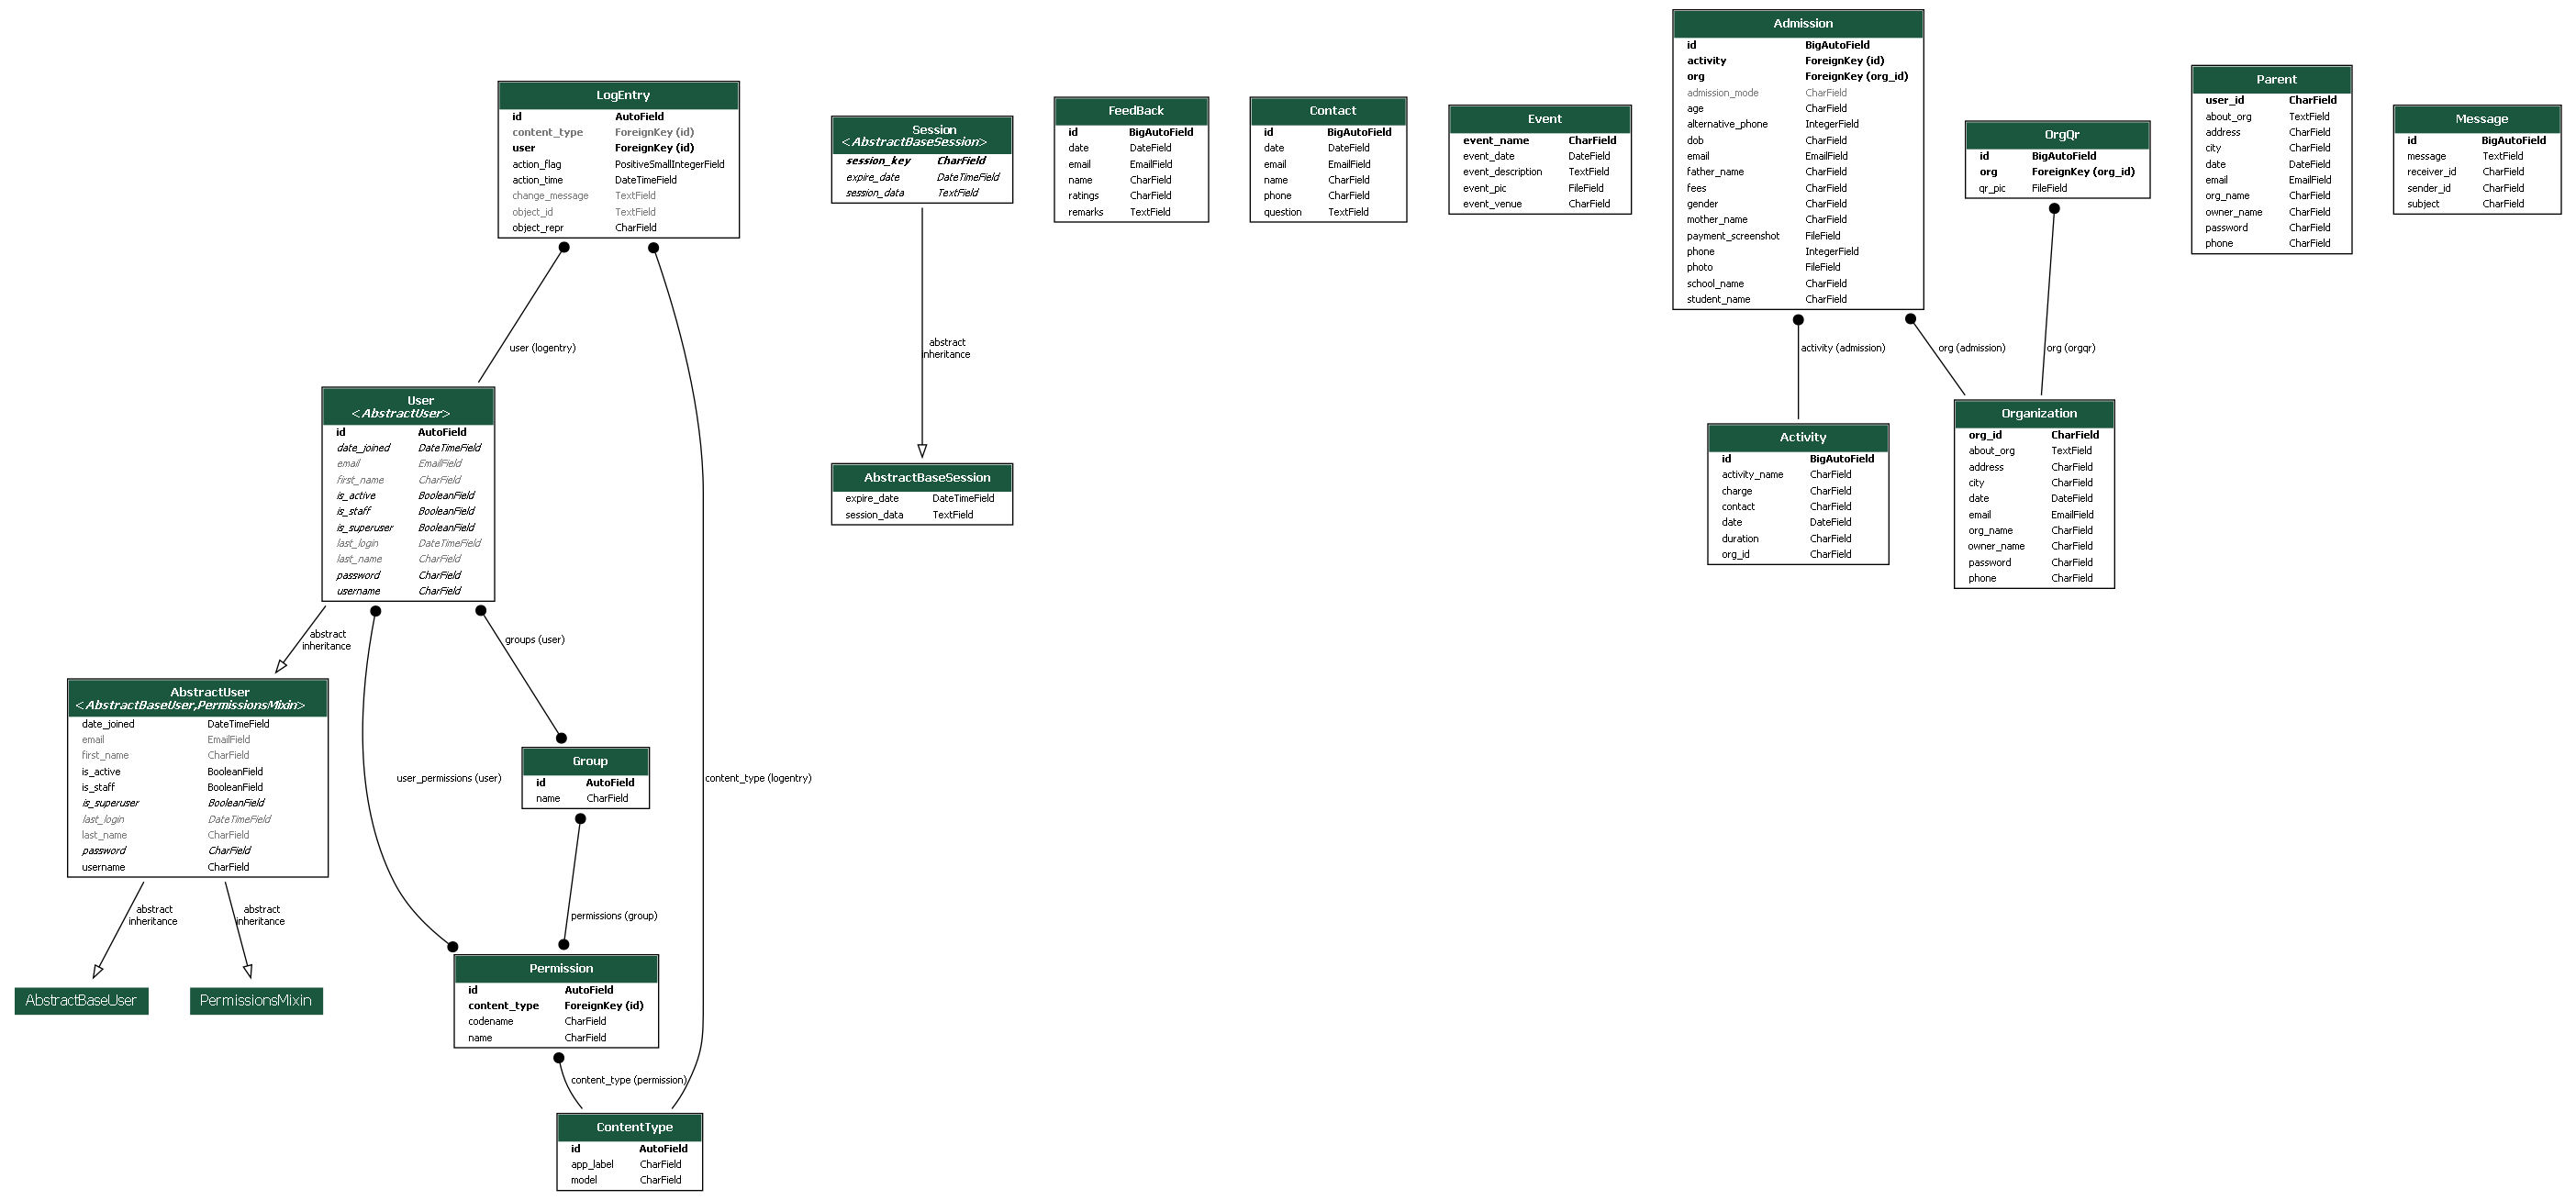 LogEntry
id AutoField
content_type ForeignKey (id)
user ForeignKey (id)
action_flag PositiveSmallIntegerField
action_time DateTimeField
change_message TextField
object_id TextField
object_repr CharField
user (logentry)
User
<AbstractUser>
id AutoField
date_joined DateTimeField
email EmailField
first_name CharField
is_active BooleanField
is_staff BooleanField
is_superuser BooleanField
last_login DateTimeField
last_name CharField
password CharField
username CharField
abstract
inheritance
groups (user)
user_permissions (user)
content_type (logentry)
AbstractUser
<AbstractBaseUser,PermissionsMixin>
date_joined DateTimeField
email EmailField
first_name CharField
is_active BooleanField
is_staff BooleanField
is_superuser BooleanField
last_login DateTimeField
last_name CharField
password CharField
username CharField
abstract
inheritance
abstract
inheritance
AbstractBaseUser
PermissionsMixin
Group
id AutoField
name CharField
permissions (group)
Permission
id AutoField
content_type ForeignKey (id)
codename CharField
name CharField
content_type (permission)
ContentType
id AutoField
app_label CharField
model CharField
Session
<AbstractBaseSession>
session_key CharField
expire_date DateTimeField
session_data TextField
abstract
inheritance
AbstractBaseSession
expire_date DateTimeField
session_data TextField
FeedBack
id BigAutoField
date DateField
email EmailField
name CharField
ratings CharField
remarks TextField
Contact
id BigAutoField
date DateField
email EmailField
name CharField
phone CharField
question TextField
Event
event_name CharField
event_date DateField
event_description TextField
event_pic FileField
event_venue CharField
Admission
id BigAutoField
activity ForeignKey (id)
org ForeignKey (org_id)
admission_mode CharField
age CharField
alternative_phone IntegerField
dob CharField
email EmailField
father_name CharField
fees CharField
gender CharField
mother_name CharField
payment_screenshot FileField
phone IntegerField
photo FileField
school_name CharField
student_name CharField
activity (admission)
org (admission)
org (orgqr)
Activity
id BigAutoField
activity_name CharField
charge CharField
contact CharField
date DateField
duration CharField
org_id CharField
OrgQr
id BigAutoField
org ForeignKey (org_id)
qr_pic FileField
Organization
org_id CharField
about_org TextField
address CharField
city CharField
date DateField
email EmailField
org_name CharField
owner_name CharField
password CharField
phone CharField
Parent
user_id CharField
about_org TextField
address CharField
city CharField
date DateField
email EmailField
org_name CharField
owner_name CharField
password CharField
phone CharField
Message
id BigAutoField
message TextField
receiver_id CharField
sender_id CharField
subject CharField